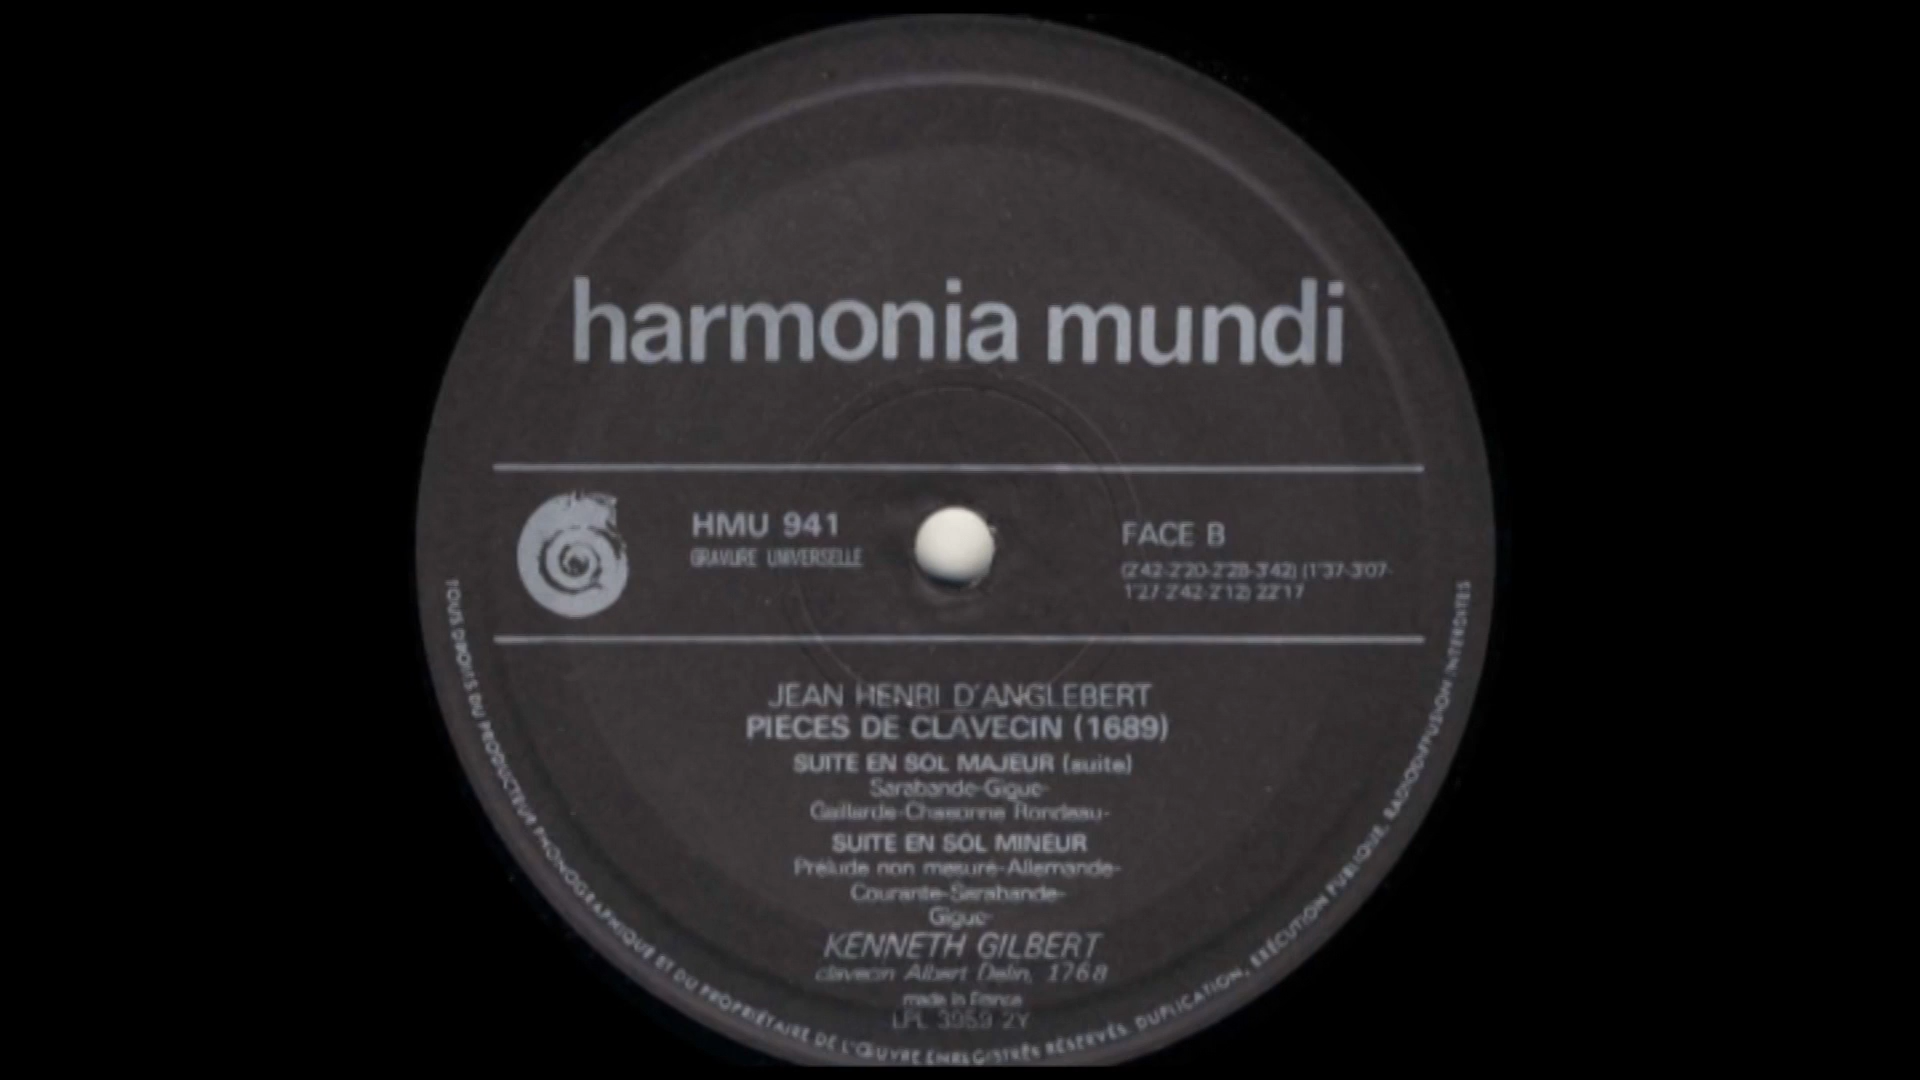 harmonia mundi
HMU 941
GRAVURE UNIVERSELLE
FACE B
(2'42-2'20-2'28-3'42) (1'37-3'07-
1'27-2'42-2'12) 22'17
JEAN HENRI D'ANGLEBERT
PIECES DE CLAVECIN (1689)
SUITE EN SOL MAJEUR (suite)
Sarabande-Gigue-
Gaillarde-Chaconne Rondeau-
SUITE EN SOL MINEUR
Prélude non mesuré-Allemande-
Courante-Sarabande-
Gigue-
KENNETH GILBERT
clavecin Albert Delin, 1768
made in France
LPL 3959 2Y
TOUS DROITS DU PRODUCTEUR PHONOGRAPHIQUE ET DU PROPRIÉTAIRE DE L'ŒUVRE ENREGISTRÉS RÉSERVÉS. DUPLICATION, EXÉCUTION PUBLIQUE, RADIODIFFUSION INTERDITES